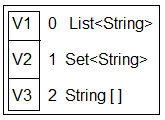 V1 0 List<String>
V2 1 Set<String>
V3 2 String [ ]